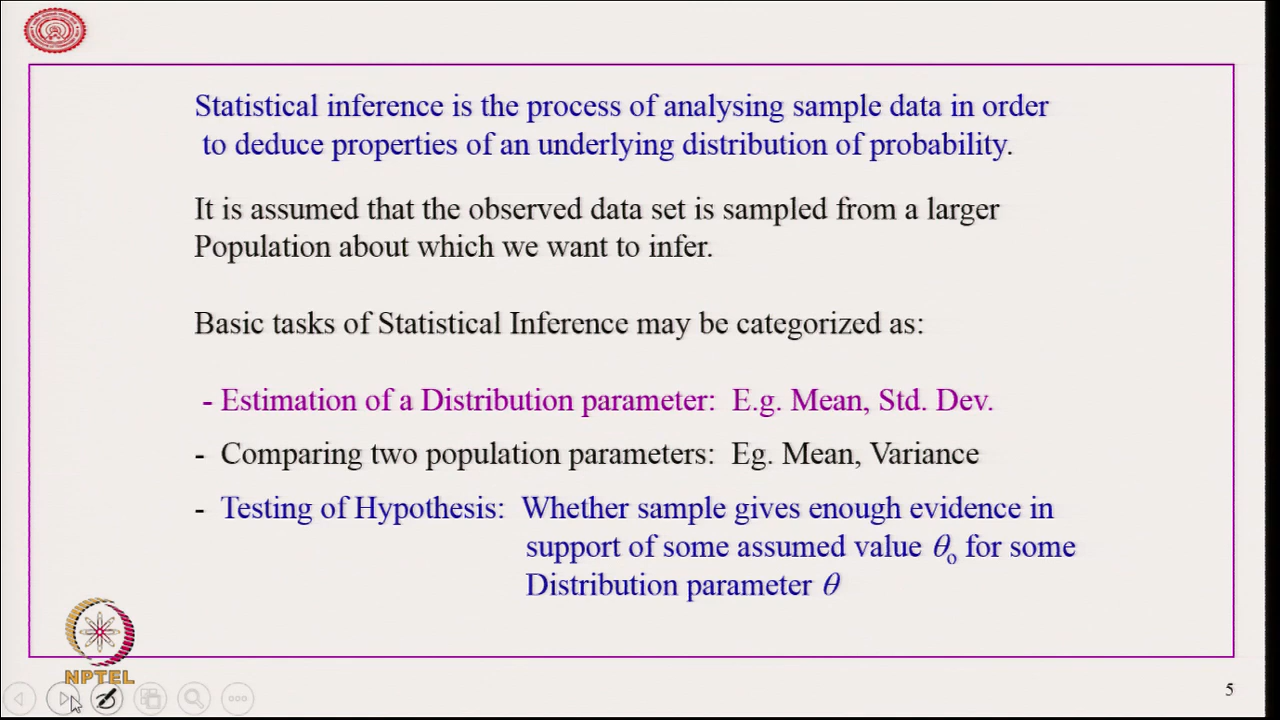 Statistical inference is the process of analysing sample data in order
to deduce properties of an underlying distribution of probability.
It is assumed that the observed data set is sampled from a larger
Population about which we want to infer.
Basic tasks of Statistical Inference may be categorized as:
- Estimation of a Distribution parameter: E.g. Mean, Std. Dev.
- Comparing two population parameters: Eg. Mean, Variance
- Testing of Hypothesis: Whether sample gives enough evidence in
support of some assumed value θ₀ for some
Distribution parameter θ
NPTEL
5